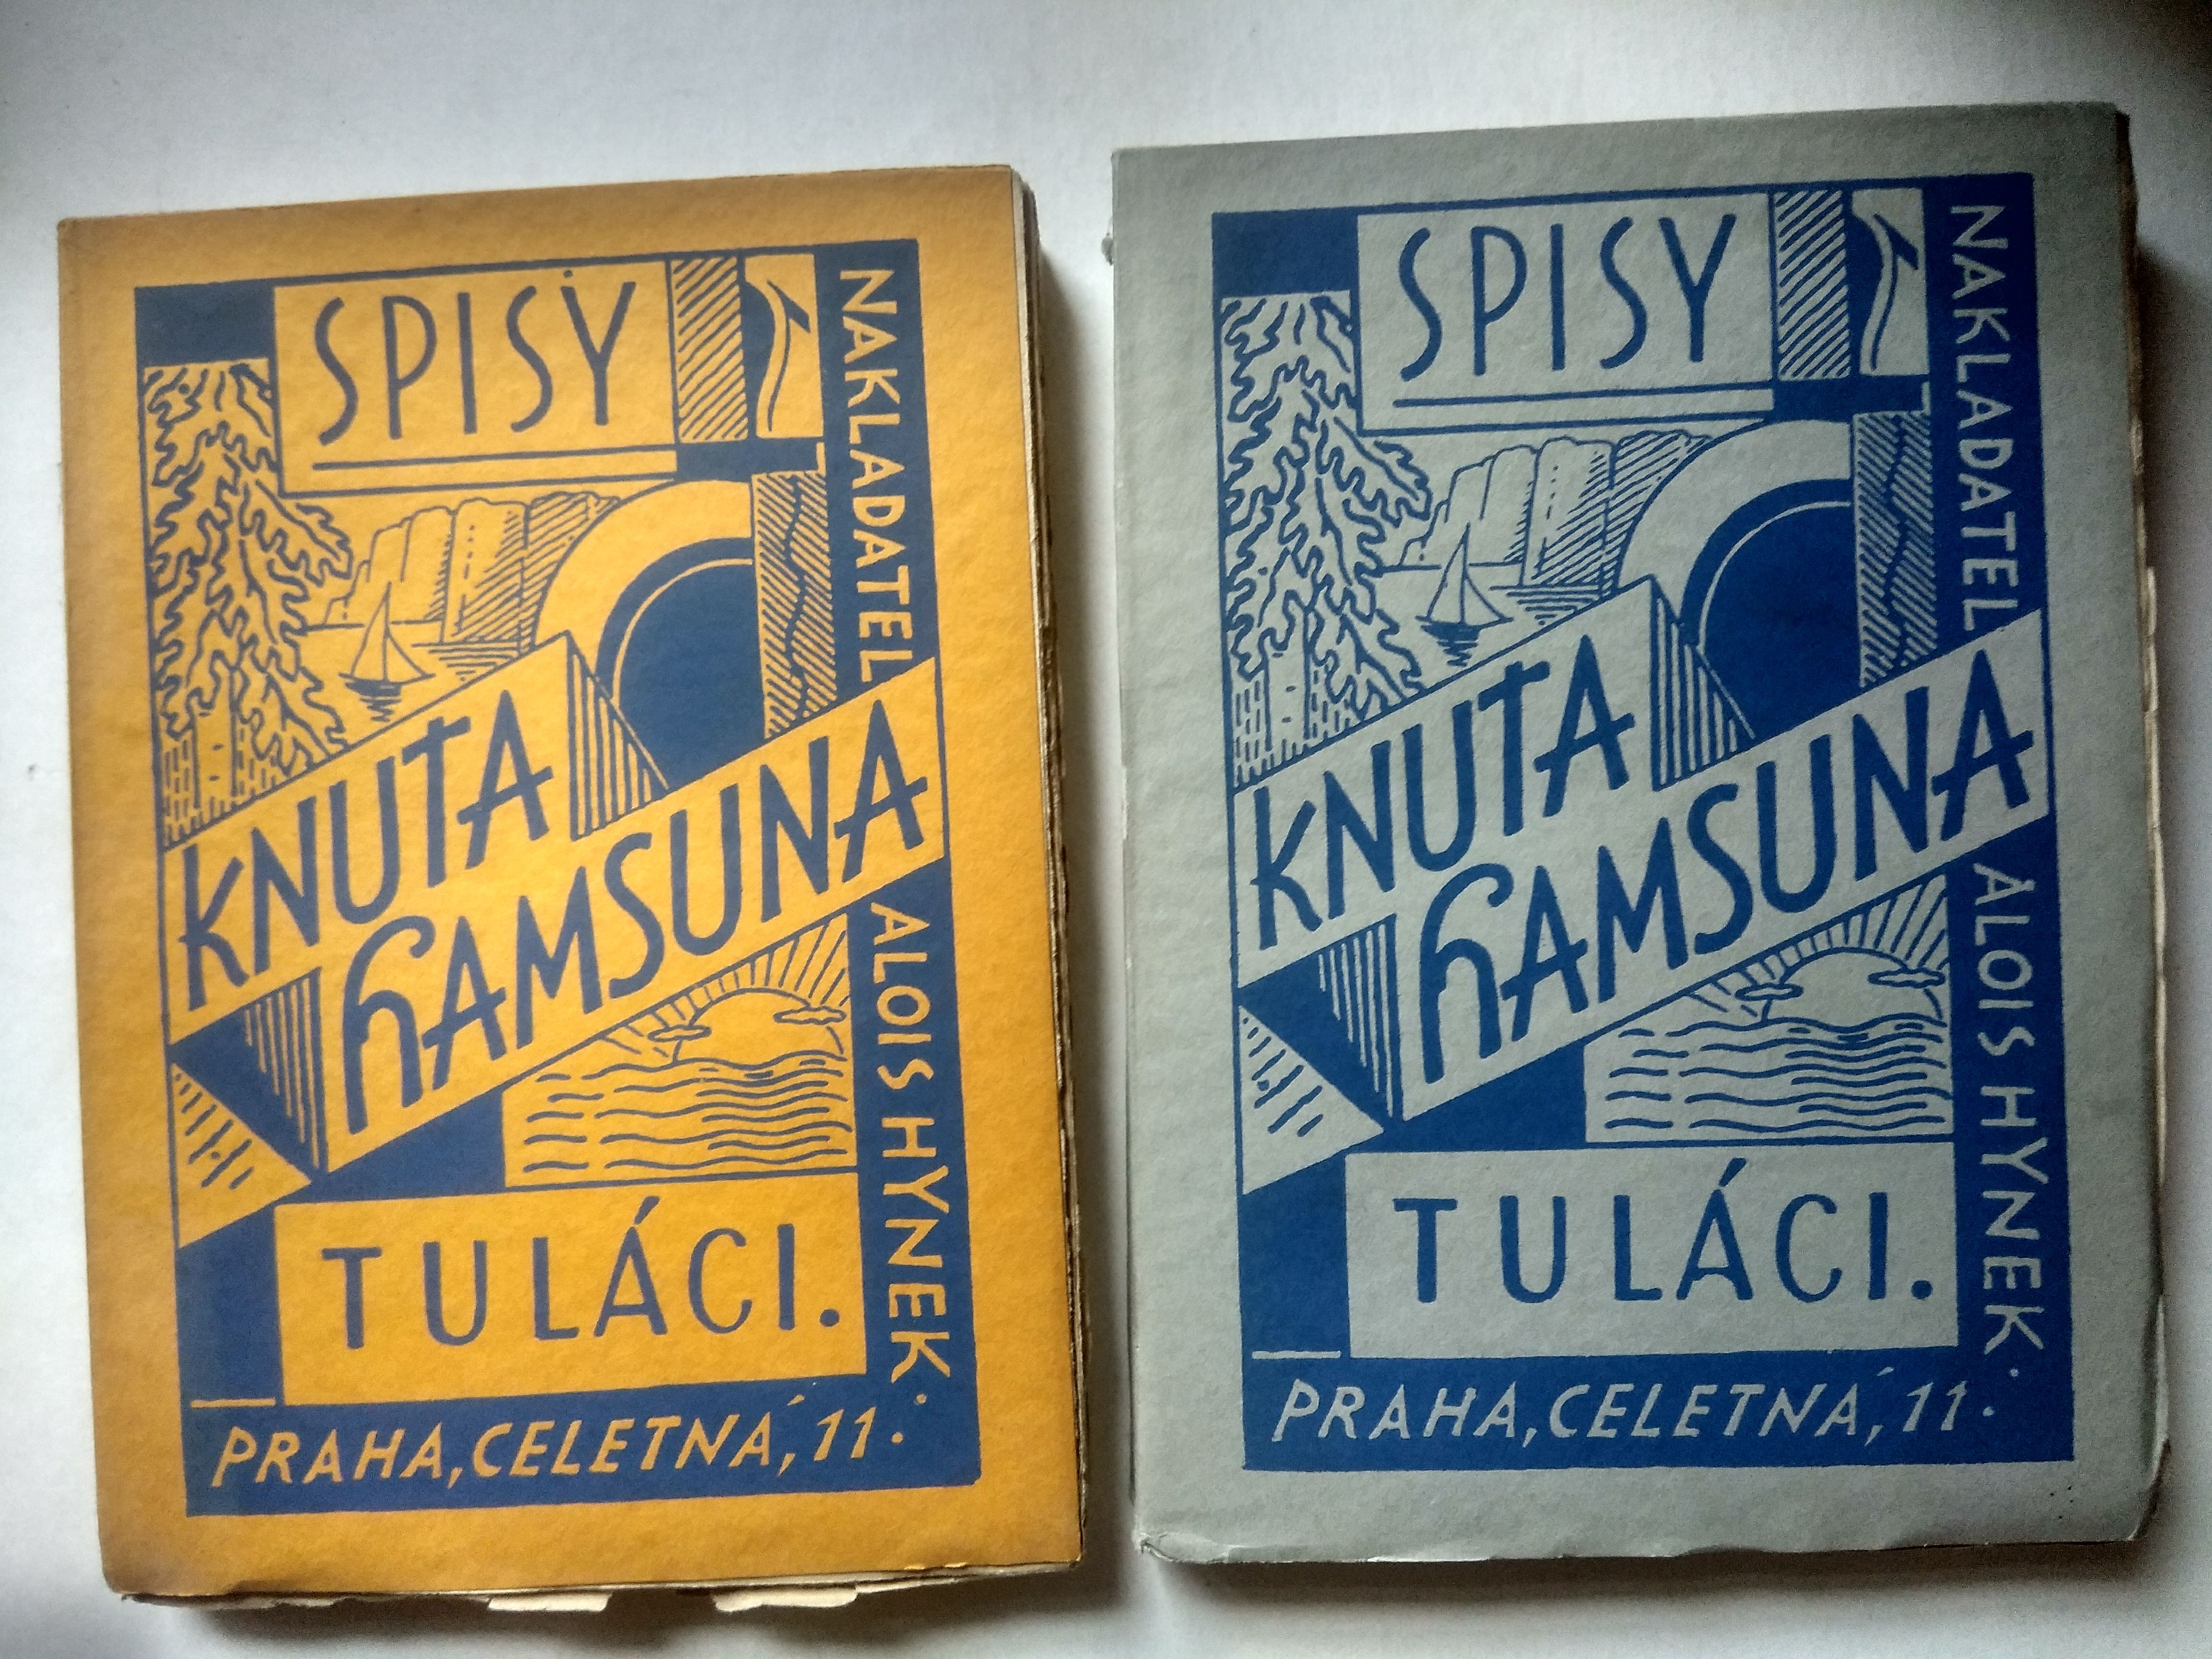 SPISY
KNUTA
HAMSUNA
TULÁCI.
NAKLADATEL ALOIS HYNEK.
PRAHA, CELETNÁ, 11.
SPISY
KNUTA
HAMSUNA
TULÁCI.
NAKLADATEL ALOIS HYNEK.
PRAHA, CELETNÁ, 11.